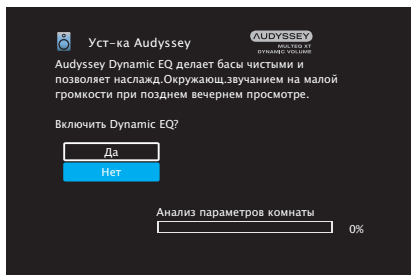 Уст-ка Audyssey
AUDYSSEY
MULTEQ XT
DYNAMIC VOLUME
Audyssey Dynamic EQ делает басы чистыми и
позволяет наслажд.Окружающ.звучанием на малой
громкости при позднем вечернем просмотре.
Включить Dynamic EQ?
Да
Нет
Анализ параметров комнаты
0%